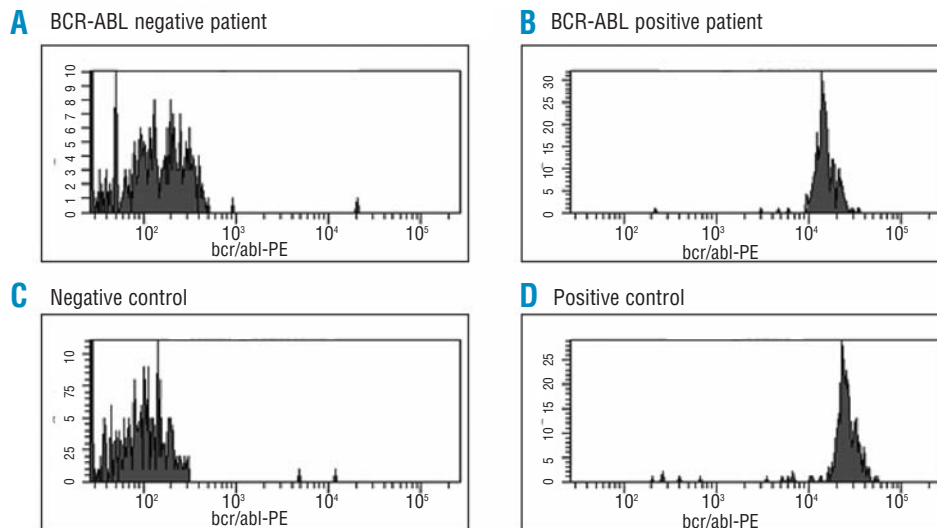 A BCR-ABL negative patient
10
9
8
7
6
5
4
3
2
1
0
10² 10³ 10⁴ 10⁵
bcr/abl-PE
B BCR-ABL positive patient
30
25
20
15
10
5
0
10² 10³ 10⁴ 10⁵
bcr/abl-PE
C Negative control
10
75
5
25
0
10² 10³ 10⁴ 10⁵
bcr/abl-PE
D Positive control
25
20
15
10
5
0
10² 10³ 10⁴ 10⁵
bcr/abl-PE